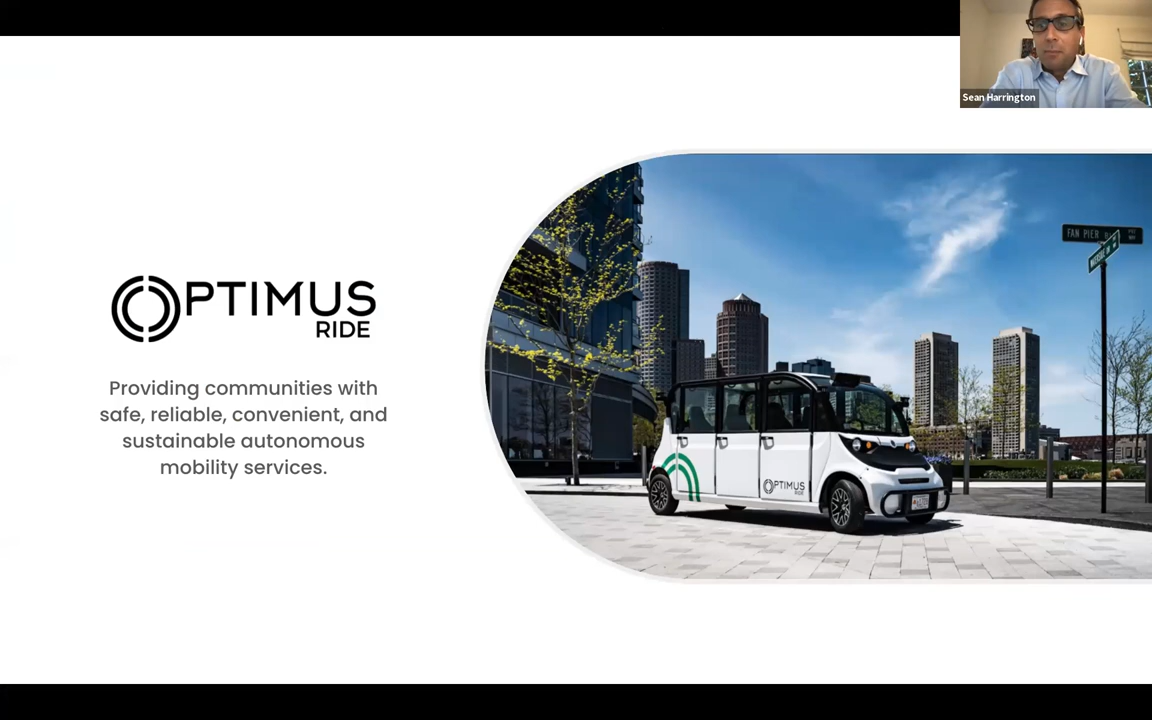 Sean Harrington
OPTIMUS
RIDE
Providing communities with
safe, reliable, convenient, and
sustainable autonomous
mobility services.
FAN PIER
OPTIMUS
RIDE